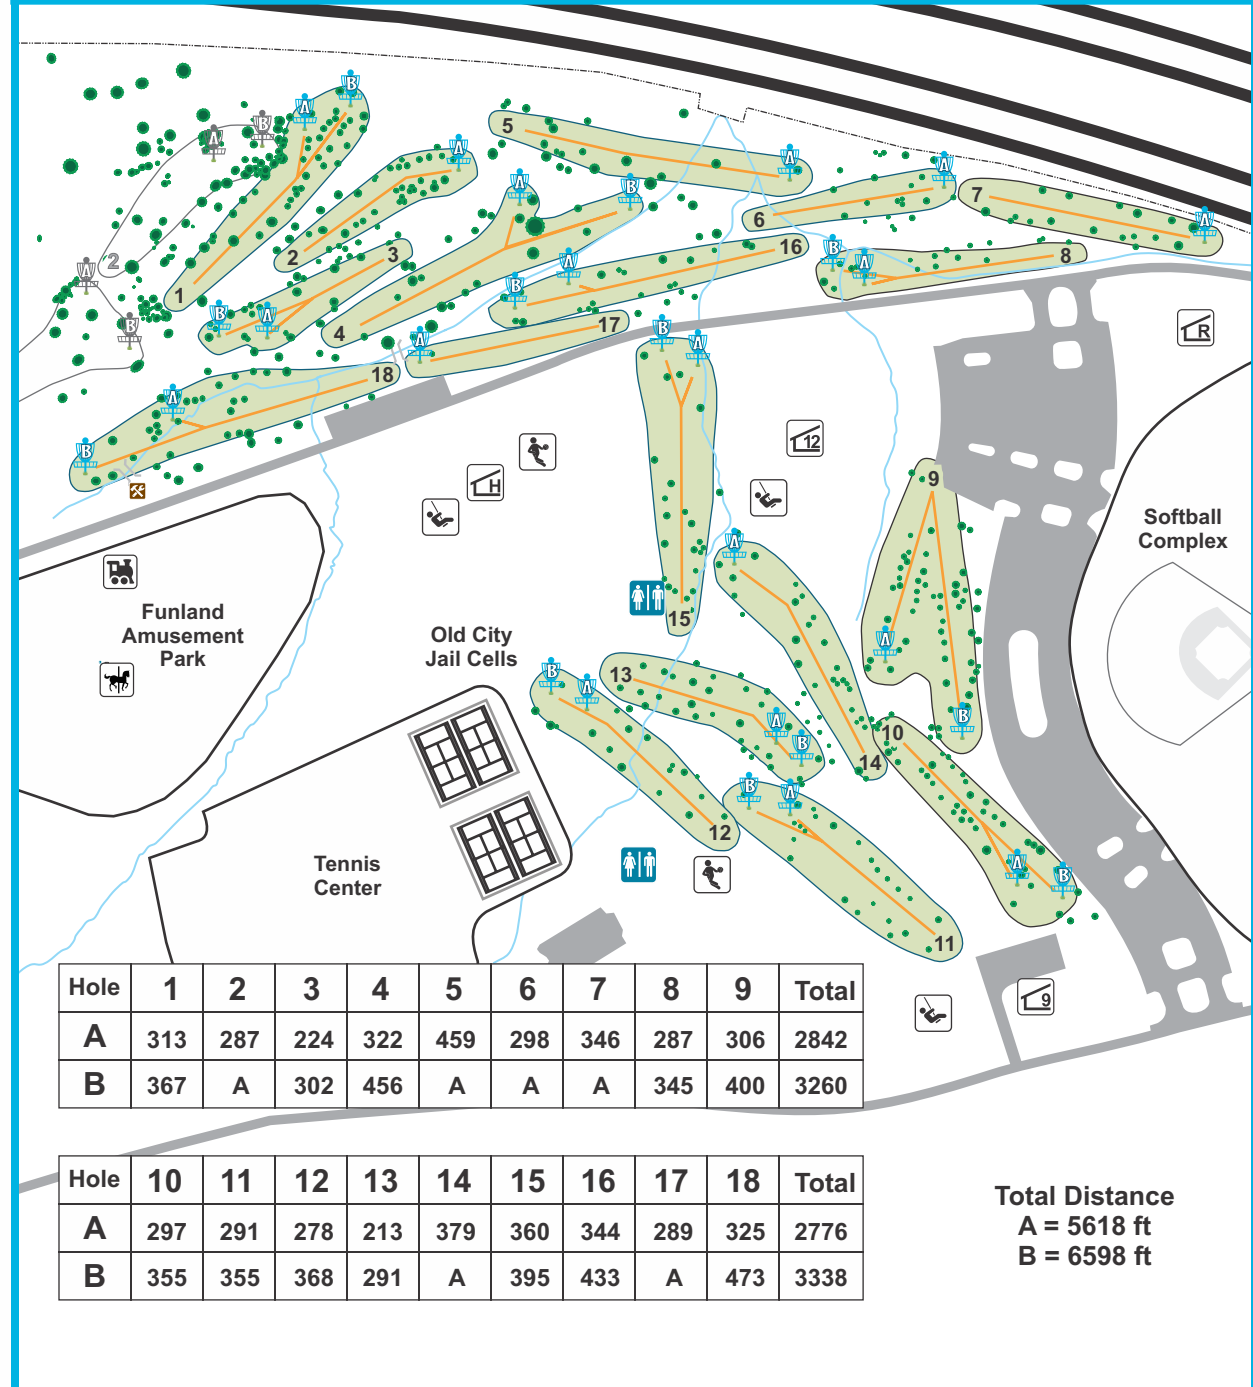 B
A
B
A
5
A
A
B
A
A
7
A
B
6
A
2
A
2
3
16
B
A
8
A
1
B
A
B
A
4
17
B
A
R
B
A
18
A
B
12
H
9
Softball
Complex
A
Funland
Amusement
Park
15
Old City
Jail Cells
A
B
A
13
A
B
B
10
14
B
A
12
Tennis
Center
A
B
11
9
Hole 1 2 3 4 5 6 7 8 9 Total
A 313 287 224 322 459 298 346 287 306 2842
B 367 A 302 456 A A A 345 400 3260
Hole 10 11 12 13 14 15 16 17 18 Total
A 297 291 278 213 379 360 344 289 325 2776
B 355 355 368 291 A 395 433 A 473 3338
Total Distance
A = 5618 ft
B = 6598 ft